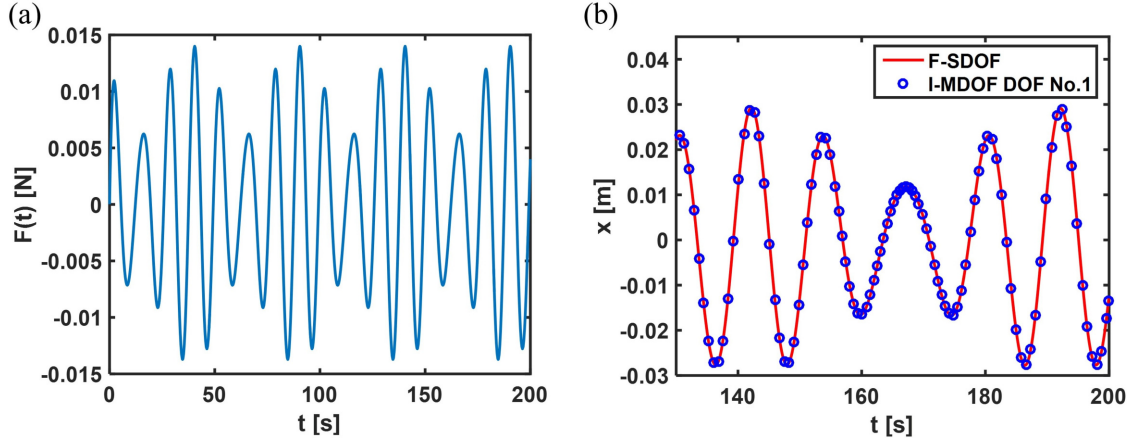 (a)
F(t) [N]
0.015
0.01
0.005
0
-0.005
-0.01
-0.015
0 50 100 150 200
t [s]
(b)
x [m]
0.04
0.03
0.02
0.01
0
-0.01
-0.02
-0.03
140 160 180 200
t [s]
F-SDOF
I-MDOF DOF No.1